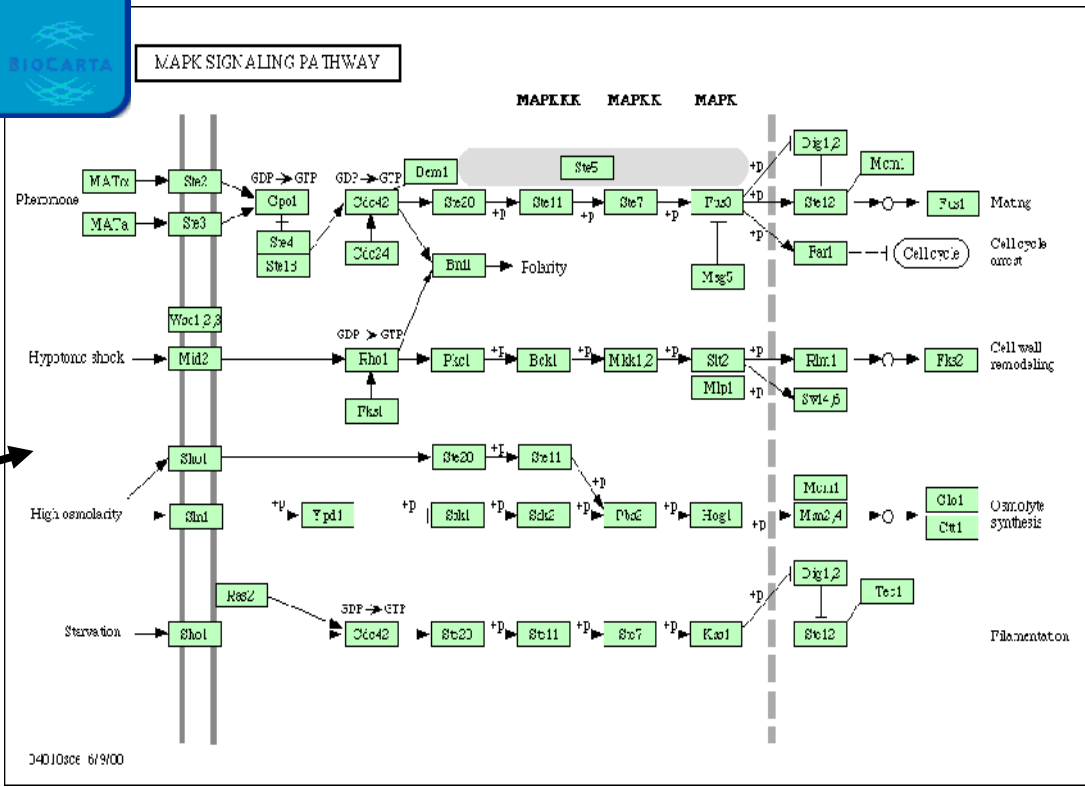 BIOCARTA
MAPK SIGNALING PATHWAY
MAPKKK MAPKK MAPK
Dig1,2
Mcm1
+p
Ste5
Dem1
GDP → GTP GDP → GTP
MATα Ste2 Gpa1 Cdc42 Ste20 +p Ste11 +p Ste7 +p Fus3 +p Ste12 Fus1 Mating
Pheromone
MATa Ste3
Ste4
Ste18
Cdc24
Bni1 Polarity
Msg5
+p Far1 Cell cycle
Cell cycle
arrest
Wsc1,2,3
GDP > GTP
Hypotonic shock Mid2 Rho1 +p Pkc1 +p Bck1 +p Mkk1,2 +p Slt2 +p Rlm1 Fks2
Cell wall
remodeling
Mlp1
Swi4,6
Fks1
Sho1 Ste20 +p Ste11
+p
High osmolarity Sln1 +p Ypd1 +p Ssk1 +p Ssk2 +p Pbs2 +p Hog1 +p
Mcm1
Msn2,4
Glo1
Ctt1
Osmolyte
synthesis
Ras2
GDP → GTP
Dig1,2
Tec1
+p
Starvation Sho1 Cdc42 Ste20 +p Ste11 +p Ste7 +p Kss1 Ste12 Filamentation
04010sce 6/9/00